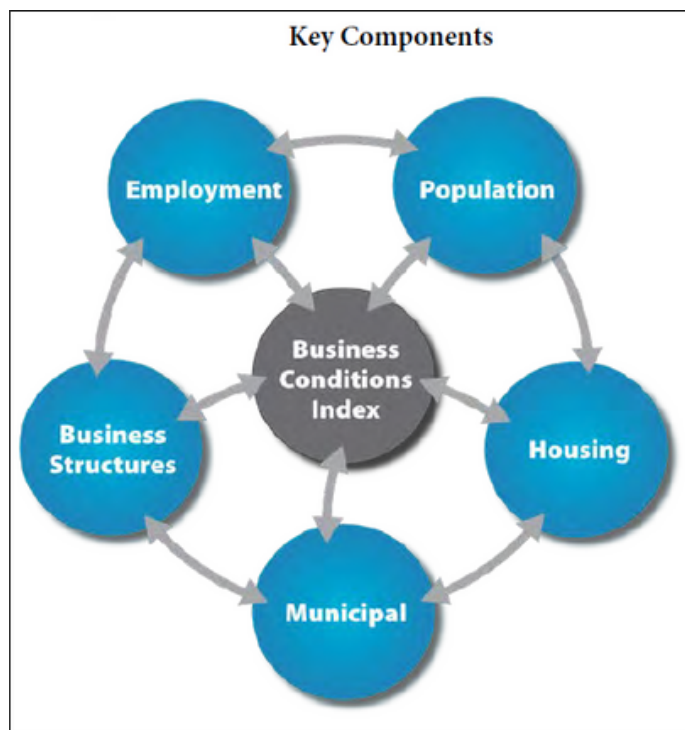 Key Components
Employment
Population
Business
Conditions
Index
Business
Structures
Housing
Municipal